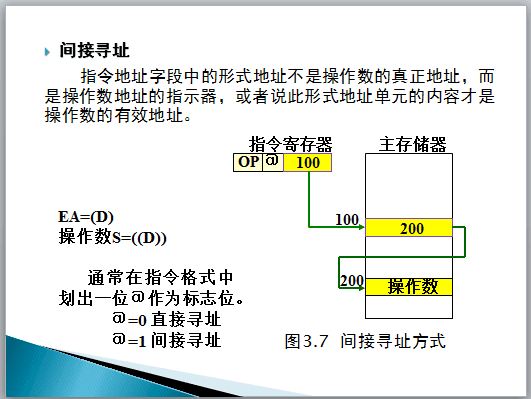 间接寻址
指令地址字段中的形式地址不是操作数的真正地址，而
是操作数地址的指示器，或者说此形式地址单元的内容才是
操作数的有效地址。
指令寄存器
主存储器
OP @ 100
100
200
EA=(D)
操作数S=((D))
200
操作数
通常在指令格式中
划出一位@作为标志位。
@=0 直接寻址
@=1 间接寻址
图3.7 间接寻址方式